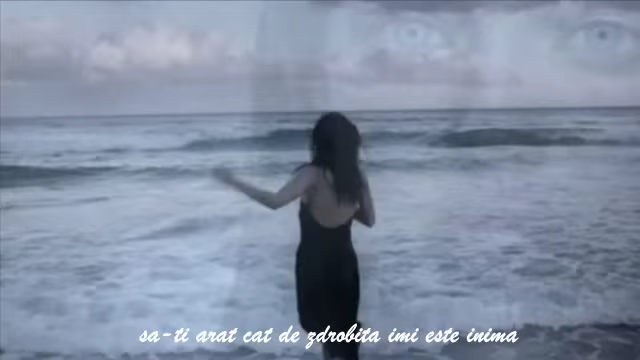 sa-ti arat cat de zdrobita imi este inima